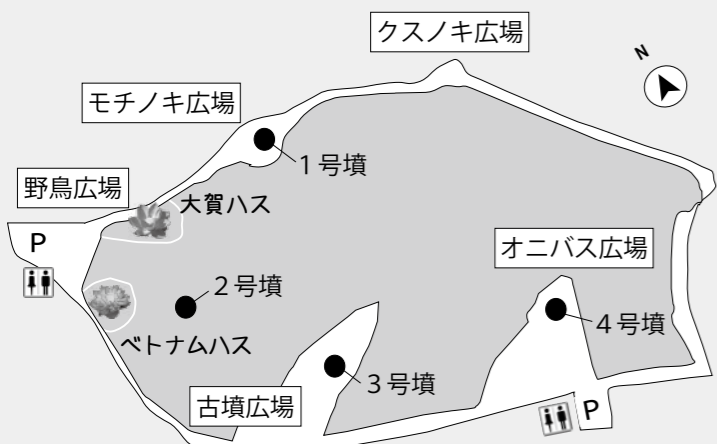 クスノキ広場
N
モチノキ広場
1号墳
野鳥広場
大賀ハス
P
オニバス広場
2号墳
4号墳
ベトナムハス
3号墳
古墳広場
P